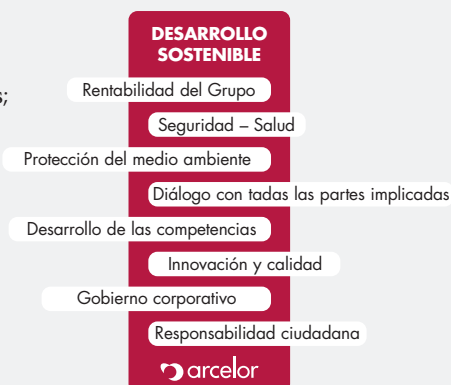 DESARROLLO
SOSTENIBLE
s;
Rentabilidad del Grupo
Seguridad – Salud
Protección del medio ambiente
Diálogo con tadas las partes implicadas
Desarrollo de las competencias
Innovación y calidad
Gobierno corporativo
Responsabilidad ciudadana
arcelor